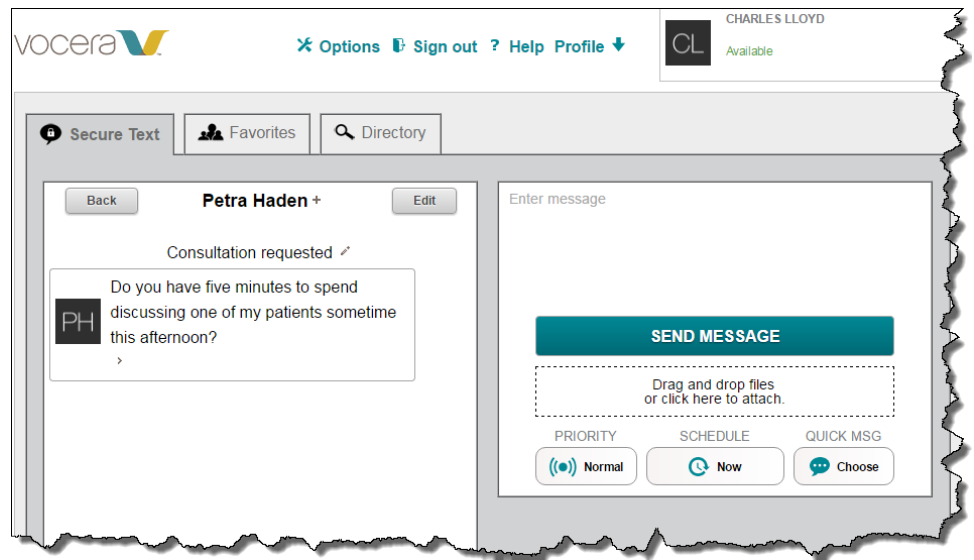 vocera
Options Sign out ? Help Profile
CL
CHARLES LLOYD
Available
Secure Text
Favorites
Directory
Back
Petra Haden +
Edit
Consultation requested
PH
Do you have five minutes to spend
discussing one of my patients sometime
this afternoon?
>
Enter message
SEND MESSAGE
Drag and drop files
or click here to attach.
PRIORITY SCHEDULE QUICK MSG
Normal Now Choose